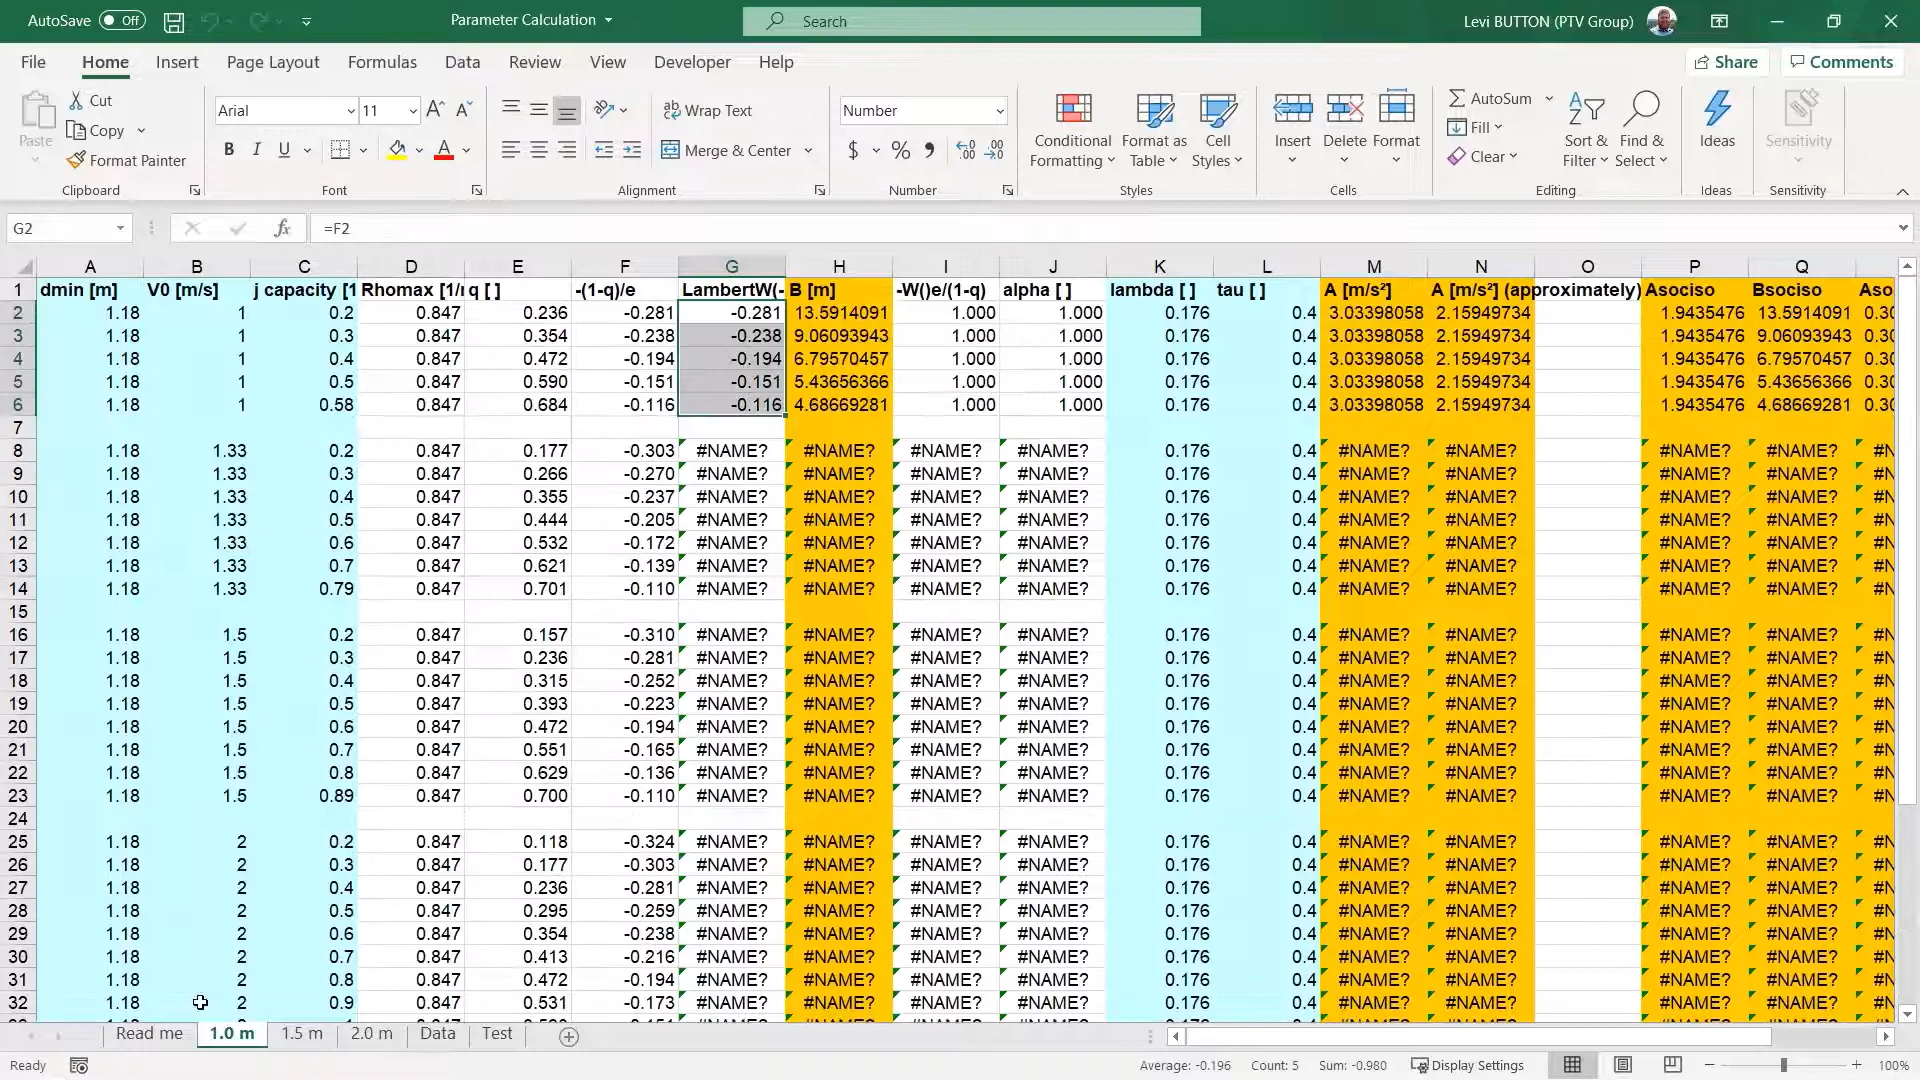 AutoSave Off Parameter Calculation Search Levi BUTTON (PTV Group)
File Home Insert Page Layout Formulas Data Review View Developer Help Share Comments
Paste Cut Copy Format Painter
Arial 11 B I U A
Wrap Text Merge & Center
Number $ %
Conditional Formatting Format as Table Cell Styles
Insert Delete Format
AutoSum Fill Clear Sort & Filter Find & Select
Ideas Sensitivity
Clipboard Font Alignment Number Styles Cells Editing Ideas Sensitivity
G2 fx =F2
A B C D E F G H I J K L M N O P Q
1 dmin [m] V0 [m/s] j capacity [1 Rhomax [1/ q [ ] -(1-q)/e LambertW(- B [m] -W()e/(1-q) alpha [ ] lambda [ ] tau [ ] A [m/s²] A [m/s²] (approximately) Asociso Bsociso Aso
2 1.18 1 0.2 0.847 0.236 -0.281 -0.281 13.5914091 1.000 1.000 0.176 0.4 3.03398058 2.15949734 1.9435476 13.5914091 0.30
3 1.18 1 0.3 0.847 0.354 -0.238 -0.238 9.06093943 1.000 1.000 0.176 0.4 3.03398058 2.15949734 1.9435476 9.06093943 0.30
4 1.18 1 0.4 0.847 0.472 -0.194 -0.194 6.79570457 1.000 1.000 0.176 0.4 3.03398058 2.15949734 1.9435476 6.79570457 0.30
5 1.18 1 0.5 0.847 0.590 -0.151 -0.151 5.43656366 1.000 1.000 0.176 0.4 3.03398058 2.15949734 1.9435476 5.43656366 0.30
6 1.18 1 0.58 0.847 0.684 -0.116 -0.116 4.68669281 1.000 1.000 0.176 0.4 3.03398058 2.15949734 1.9435476 4.68669281 0.30
7
8 1.18 1.33 0.2 0.847 0.177 -0.303 #NAME? #NAME? #NAME? #NAME? 0.176 0.4 #NAME? #NAME? #NAME? #NAME? #N
9 1.18 1.33 0.3 0.847 0.266 -0.270 #NAME? #NAME? #NAME? #NAME? 0.176 0.4 #NAME? #NAME? #NAME? #NAME? #N
10 1.18 1.33 0.4 0.847 0.355 -0.237 #NAME? #NAME? #NAME? #NAME? 0.176 0.4 #NAME? #NAME? #NAME? #NAME? #N
11 1.18 1.33 0.5 0.847 0.444 -0.205 #NAME? #NAME? #NAME? #NAME? 0.176 0.4 #NAME? #NAME? #NAME? #NAME? #N
12 1.18 1.33 0.6 0.847 0.532 -0.172 #NAME? #NAME? #NAME? #NAME? 0.176 0.4 #NAME? #NAME? #NAME? #NAME? #N
13 1.18 1.33 0.7 0.847 0.621 -0.139 #NAME? #NAME? #NAME? #NAME? 0.176 0.4 #NAME? #NAME? #NAME? #NAME? #N
14 1.18 1.33 0.79 0.847 0.701 -0.110 #NAME? #NAME? #NAME? #NAME? 0.176 0.4 #NAME? #NAME? #NAME? #NAME? #N
15
16 1.18 1.5 0.2 0.847 0.157 -0.310 #NAME? #NAME? #NAME? #NAME? 0.176 0.4 #NAME? #NAME? #NAME? #NAME? #N
17 1.18 1.5 0.3 0.847 0.236 -0.281 #NAME? #NAME? #NAME? #NAME? 0.176 0.4 #NAME? #NAME? #NAME? #NAME? #N
18 1.18 1.5 0.4 0.847 0.315 -0.252 #NAME? #NAME? #NAME? #NAME? 0.176 0.4 #NAME? #NAME? #NAME? #NAME? #N
19 1.18 1.5 0.5 0.847 0.393 -0.223 #NAME? #NAME? #NAME? #NAME? 0.176 0.4 #NAME? #NAME? #NAME? #NAME? #N
20 1.18 1.5 0.6 0.847 0.472 -0.194 #NAME? #NAME? #NAME? #NAME? 0.176 0.4 #NAME? #NAME? #NAME? #NAME? #N
21 1.18 1.5 0.7 0.847 0.551 -0.165 #NAME? #NAME? #NAME? #NAME? 0.176 0.4 #NAME? #NAME? #NAME? #NAME? #N
22 1.18 1.5 0.8 0.847 0.629 -0.136 #NAME? #NAME? #NAME? #NAME? 0.176 0.4 #NAME? #NAME? #NAME? #NAME? #N
23 1.18 1.5 0.89 0.847 0.700 -0.110 #NAME? #NAME? #NAME? #NAME? 0.176 0.4 #NAME? #NAME? #NAME? #NAME? #N
24
25 1.18 2 0.2 0.847 0.118 -0.324 #NAME? #NAME? #NAME? #NAME? 0.176 0.4 #NAME? #NAME? #NAME? #NAME? #N
26 1.18 2 0.3 0.847 0.177 -0.303 #NAME? #NAME? #NAME? #NAME? 0.176 0.4 #NAME? #NAME? #NAME? #NAME? #N
27 1.18 2 0.4 0.847 0.236 -0.281 #NAME? #NAME? #NAME? #NAME? 0.176 0.4 #NAME? #NAME? #NAME? #NAME? #N
28 1.18 2 0.5 0.847 0.295 -0.259 #NAME? #NAME? #NAME? #NAME? 0.176 0.4 #NAME? #NAME? #NAME? #NAME? #N
29 1.18 2 0.6 0.847 0.354 -0.238 #NAME? #NAME? #NAME? #NAME? 0.176 0.4 #NAME? #NAME? #NAME? #NAME? #N
30 1.18 2 0.7 0.847 0.413 -0.216 #NAME? #NAME? #NAME? #NAME? 0.176 0.4 #NAME? #NAME? #NAME? #NAME? #N
31 1.18 2 0.8 0.847 0.472 -0.194 #NAME? #NAME? #NAME? #NAME? 0.176 0.4 #NAME? #NAME? #NAME? #NAME? #N
32 1.18 2 0.9 0.847 0.531 -0.173 #NAME? #NAME? #NAME? #NAME? 0.176 0.4 #NAME? #NAME? #NAME? #NAME? #N
Read me 1.0 m 1.5 m 2.0 m Data Test
Ready Average: -0.196 Count: 5 Sum: -0.980 Display Settings 100%